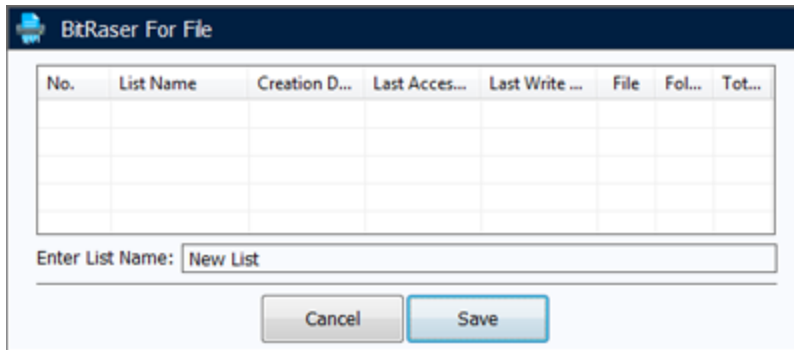 BitRaser For File
No. List Name Creation D... Last Acces... Last Write ... File Fol... Tot...
Enter List Name: New List
Cancel Save